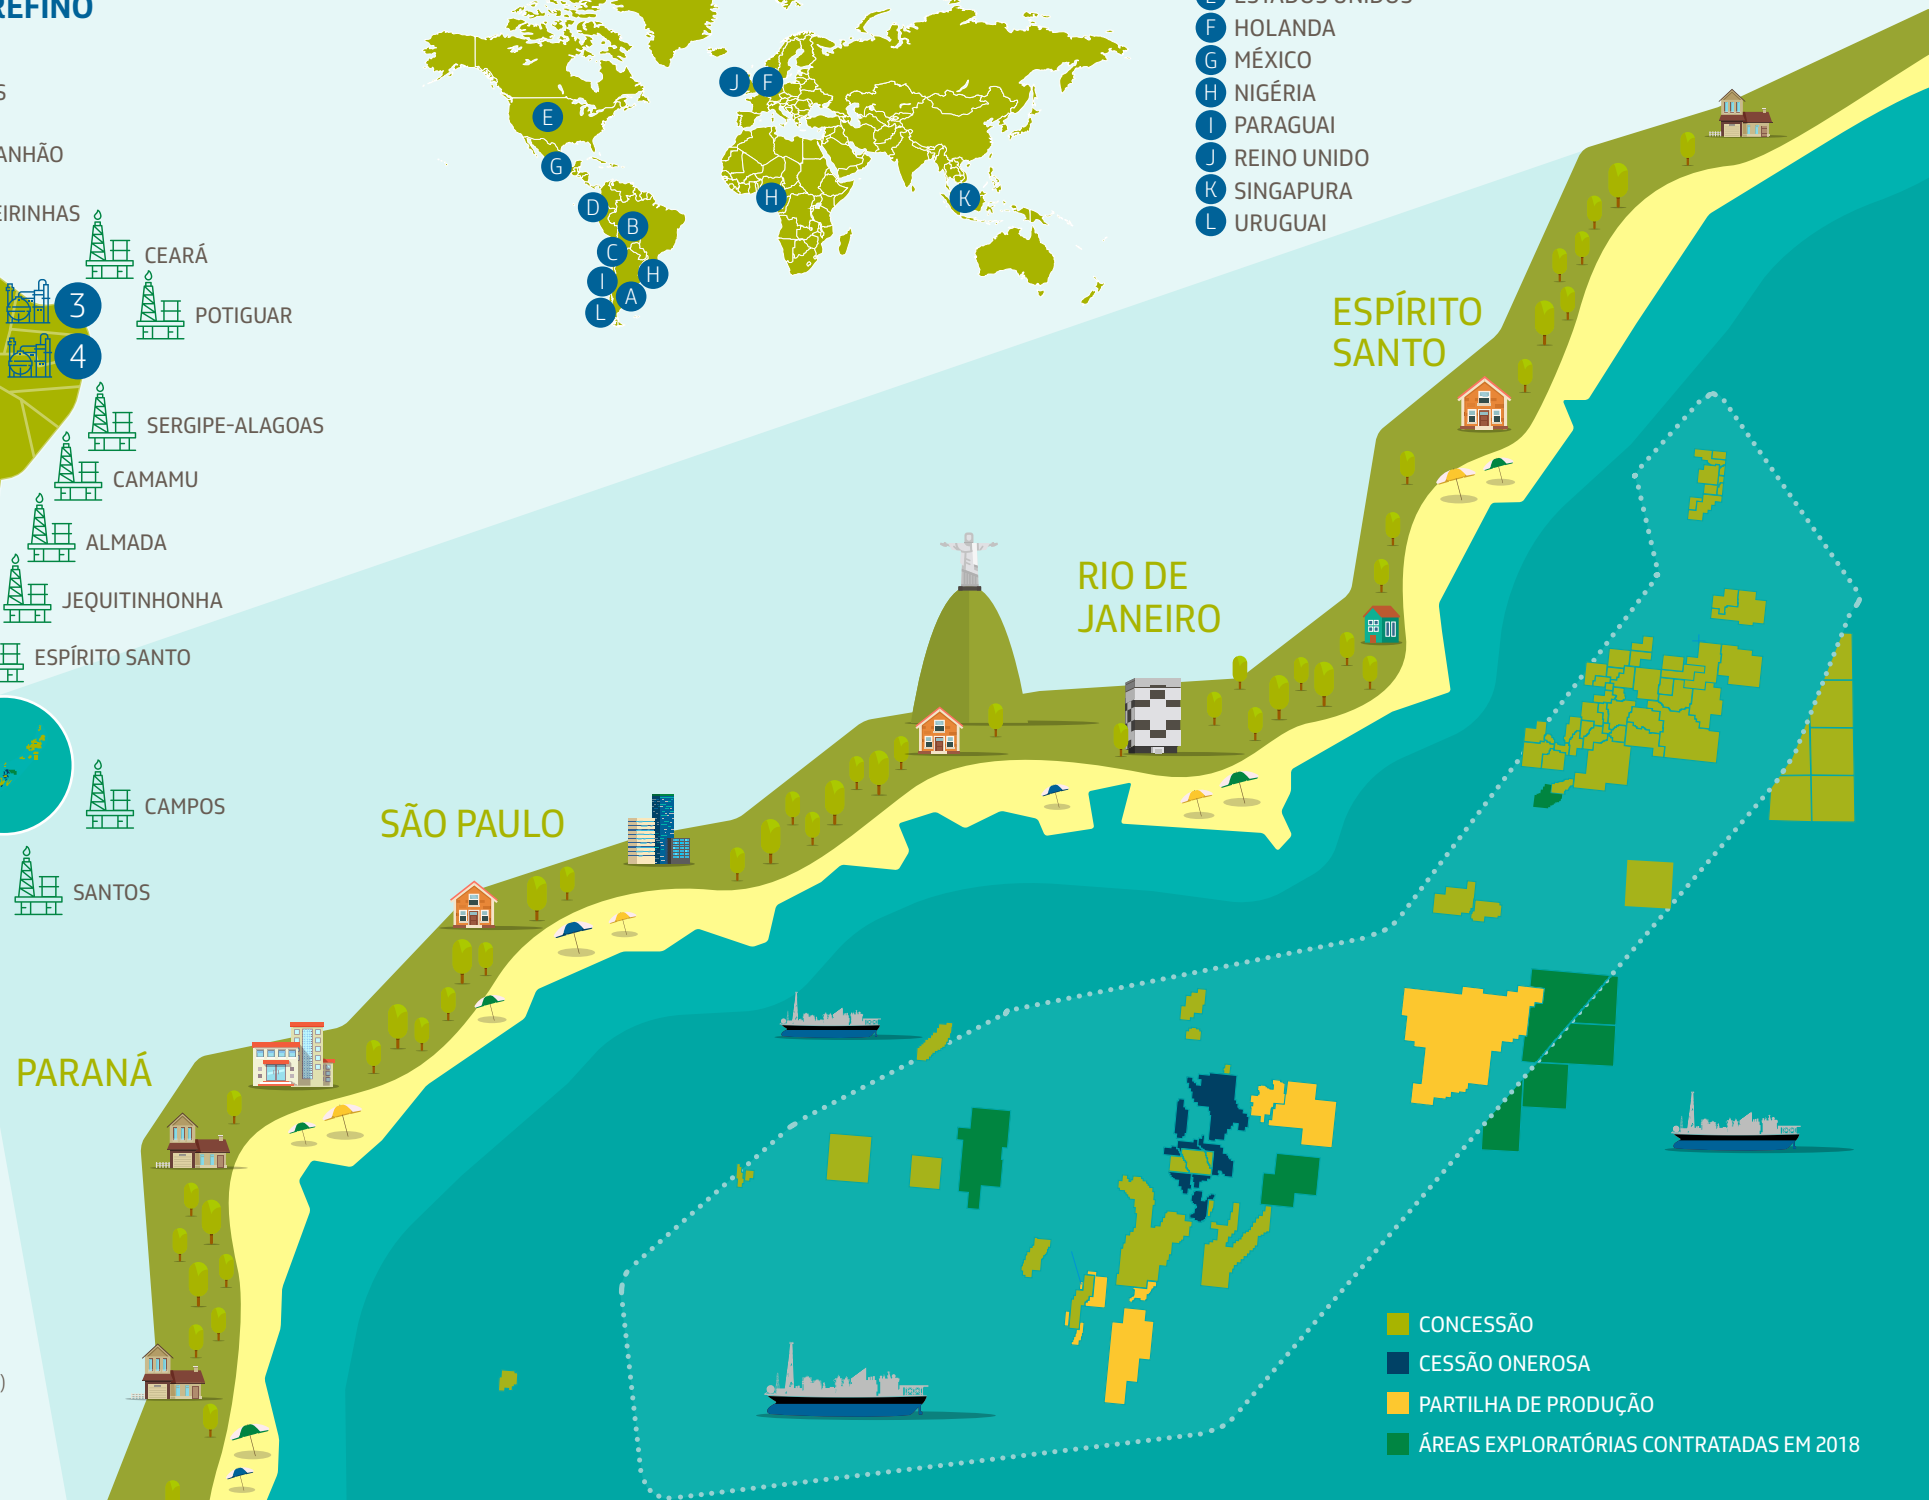 REFINO
ANHÃO
EIRINHAS
CEARÁ
3
POTIGUAR
4
SERGIPE-ALAGOAS
CAMAMU
ALMADA
JEQUITINHONHA
ESPÍRITO SANTO
CAMPOS
SANTOS
J
F
E
G
D
H
K
B
C
I
H
A
L
E ESTADOS UNIDOS
F HOLANDA
G MÉXICO
H NIGÉRIA
I PARAGUAI
J REINO UNIDO
K SINGAPURA
L URUGUAI
ESPÍRITO
SANTO
RIO DE
JANEIRO
SÃO PAULO
PARANÁ
CONCESSÃO
CESSÃO ONEROSA
PARTILHA DE PRODUÇÃO
ÁREAS EXPLORATÓRIAS CONTRATADAS EM 2018